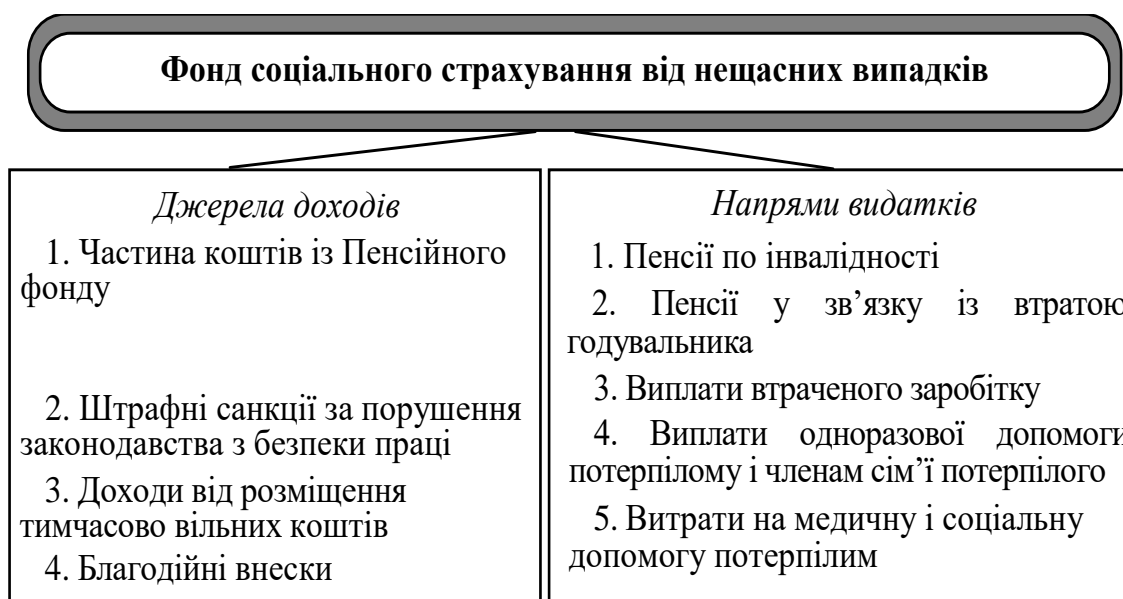 Фонд соціального страхування від нещасних випадків
Джерела доходів
1. Частина коштів із Пенсійного
фонду
2. Штрафні санкції за порушення
законодавства з безпеки праці
3. Доходи від розміщення
тимчасово вільних коштів
4. Благодійні внески
Напрями видатків
1. Пенсії по інвалідності
2. Пенсії у зв’язку із втратою
годувальника
3. Виплати втраченого заробітку
4. Виплати одноразової допомоги
потерпілому і членам сім’ї потерпілого
5. Витрати на медичну і соціальну
допомогу потерпілим